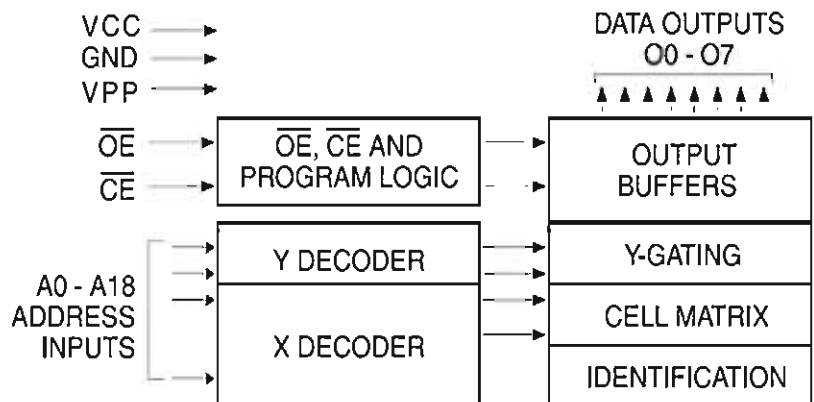 VCC
GND
VPP
OE
CE
A0 - A18
ADDRESS
INPUTS
OE, CE AND
PROGRAM LOGIC
Y DECODER
X DECODER
DATA OUTPUTS
O0 - O7
OUTPUT
BUFFERS
Y-GATING
CELL MATRIX
IDENTIFICATION